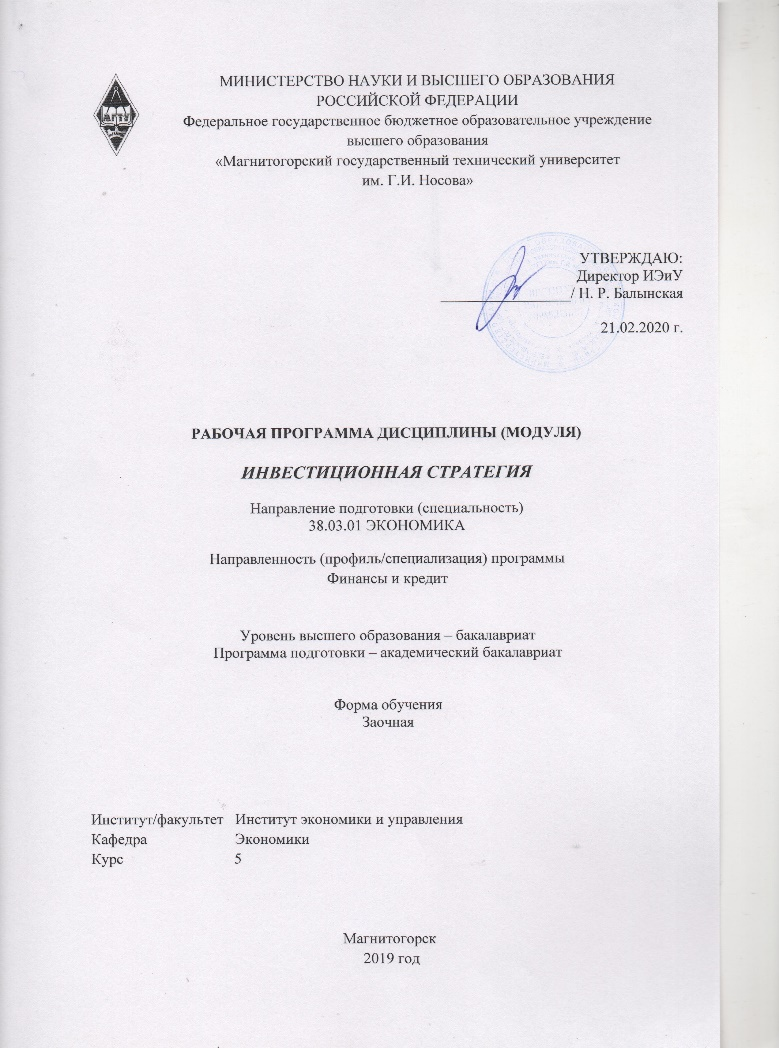 МИНИСТЕРСТВО НАУКИ И ВЫСШЕГО ОБРАЗОВАНИЯ
РОССИЙСКОЙ ФЕДЕРАЦИИ
Федеральное государственное бюджетное образовательное учреждение
высшего образования
«Магнитогорский государственный технический университет
им. Г.И. Носова»
МГТУ
УТВЕРЖДАЮ:
Директор ИЭиУ
/ Н. Р. Балынская
21.02.2020 г.
РАБОЧАЯ ПРОГРАММА ДИСЦИПЛИНЫ (МОДУЛЯ)
ИНВЕСТИЦИОННАЯ СТРАТЕГИЯ
Направление подготовки (специальность)
38.03.01 ЭКОНОМИКА
Направленность (профиль/специализация) программы
Финансы и кредит
Уровень высшего образования – бакалавриат
Программа подготовки – академический бакалавриат
Форма обучения
Заочная
Институт/факультет Институт экономики и управления
Кафедра Экономики
Курс 5
Магнитогорск
2019 год